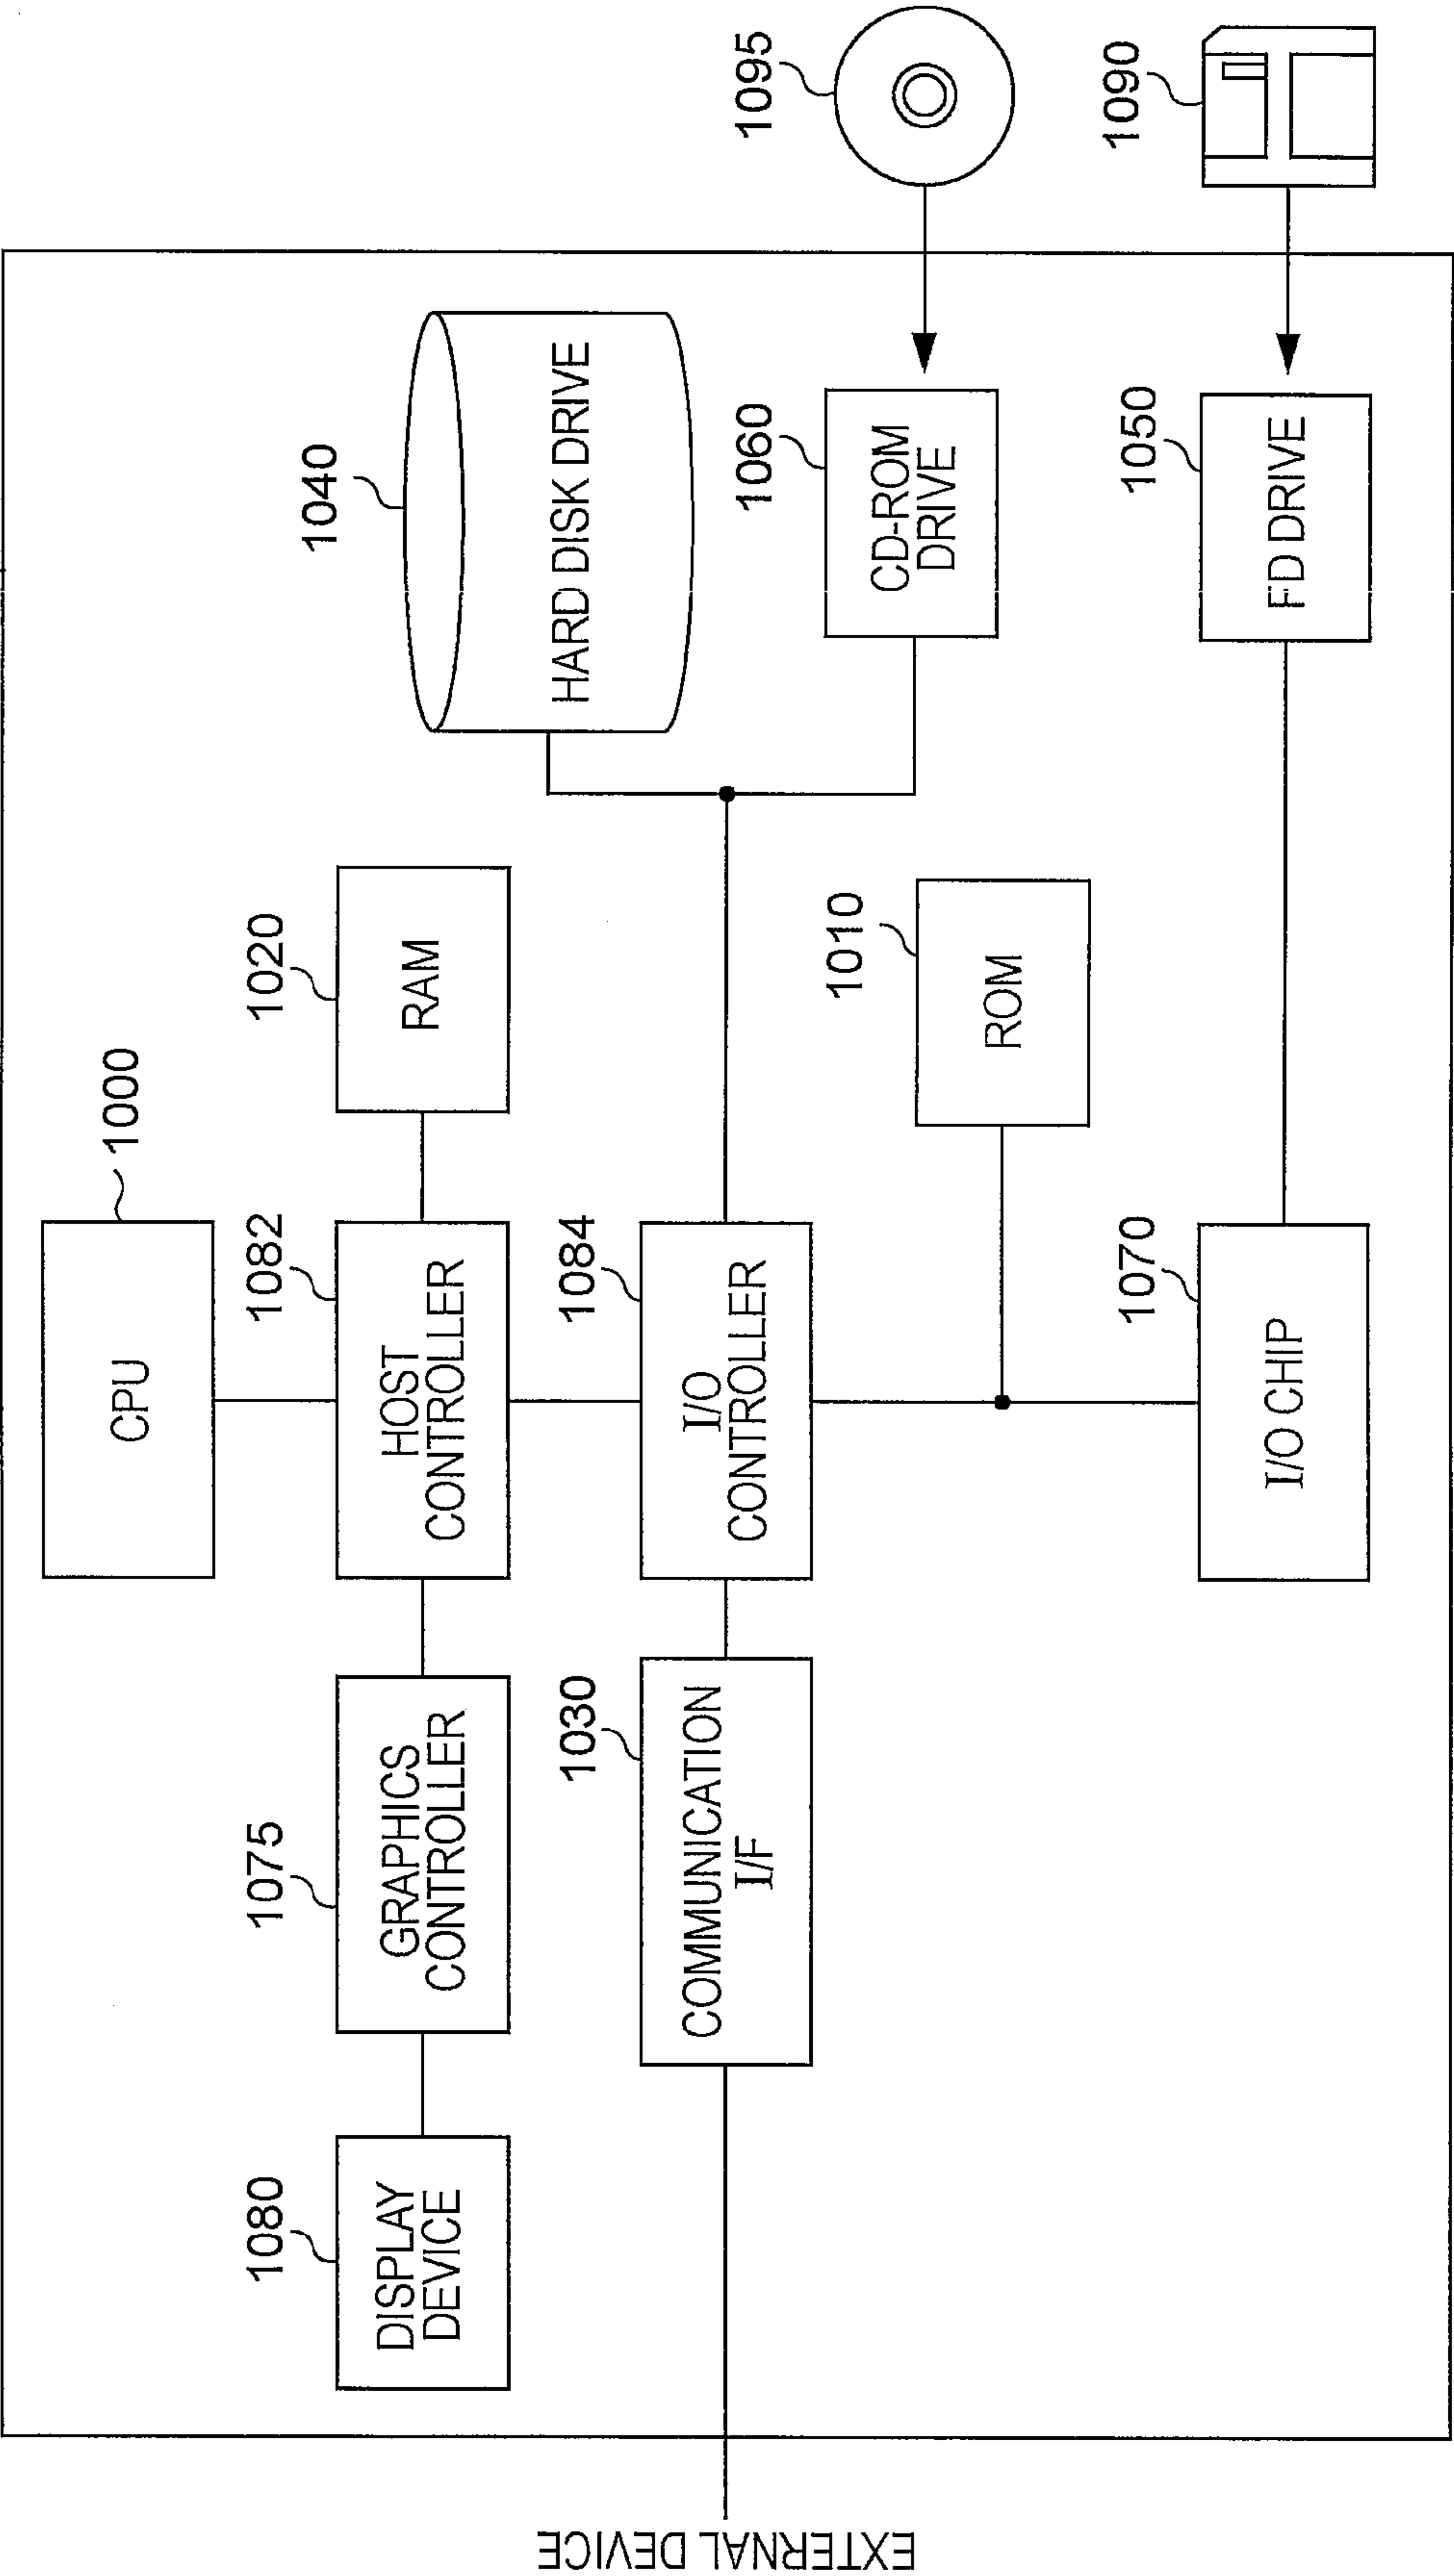 1000
CPU
1080
DISPLAY
DEVICE
1075
GRAPHICS
CONTROLLER
1082
HOST
CONTROLLER
1020
RAM
1040
HARD DISK DRIVE
EXTERNAL DEVICE
1030
COMMUNICATION
I/F
1084
I/O
CONTROLLER
1060
CD-ROM
DRIVE
1095
1010
ROM
1070
I/O CHIP
1050
FD DRIVE
1090